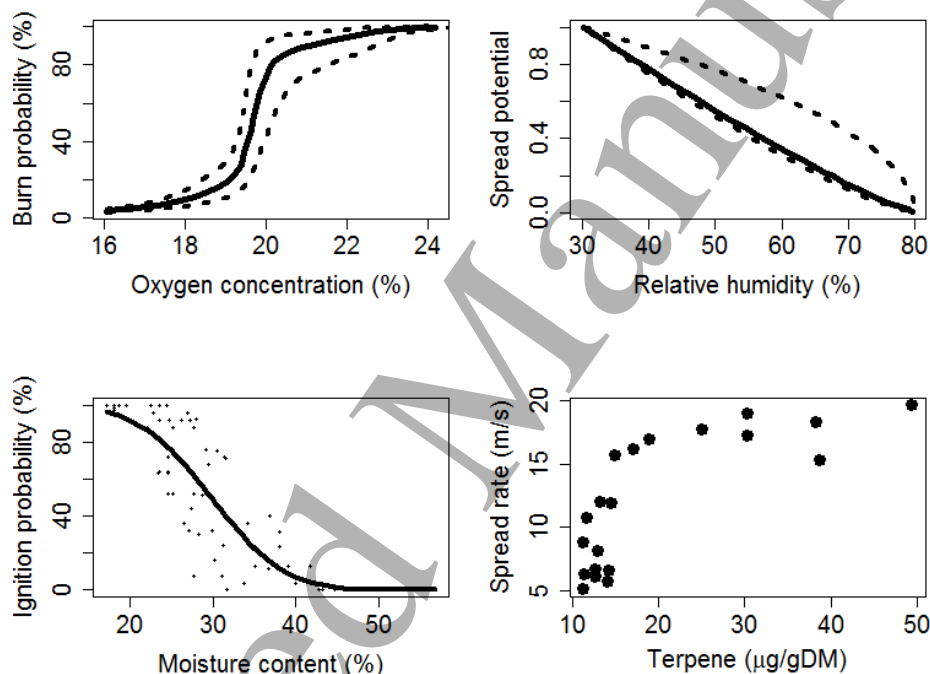 Burn probability (%)
0 40 80
16 18 20 22 24
Oxygen concentration (%)
Spread potential
0.0 0.4 0.8
30 40 50 60 70 80
Relative humidity (%)
Ignition probability (%)
0 40 80
20 30 40 50
Moisture content (%)
Spread rate (m/s)
5 10 15 20
10 20 30 40 50
Terpene (μg/gDM)